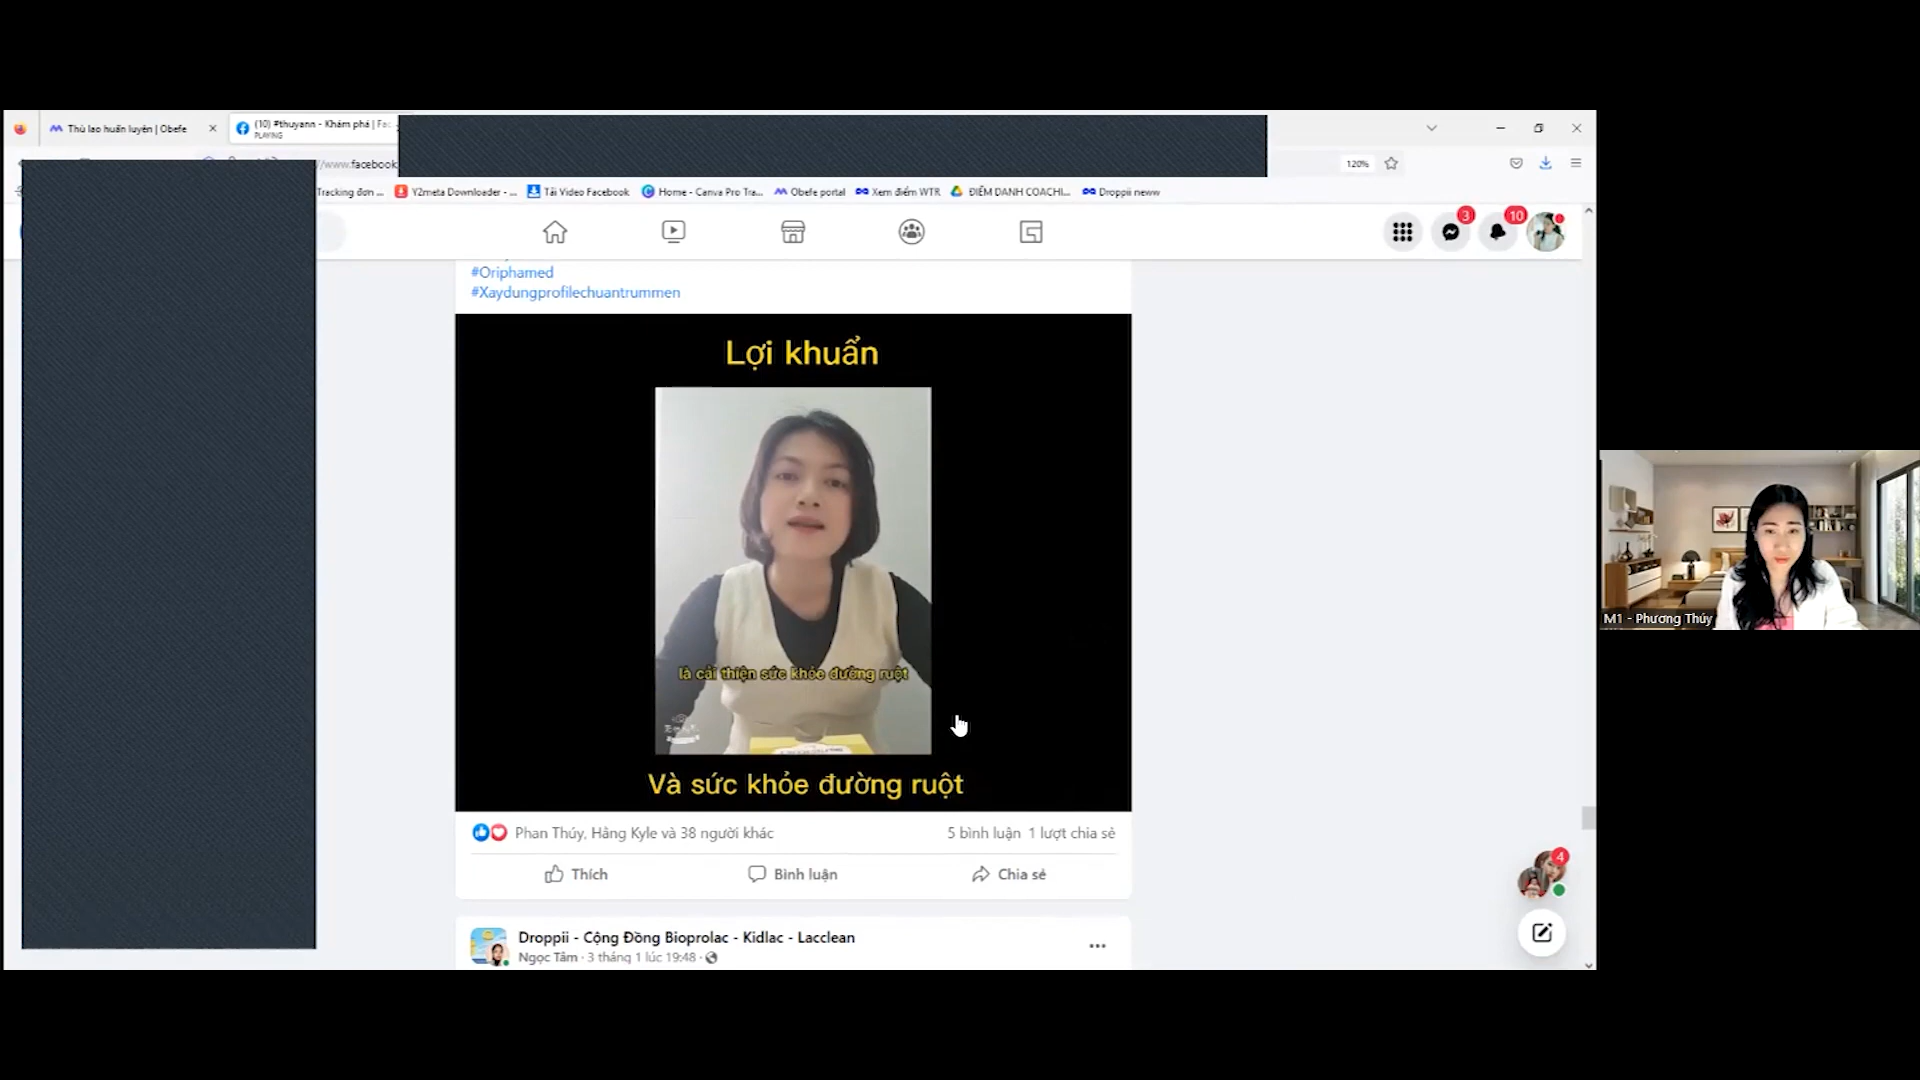 Thù lao huấn luyện | Obefe
(10) #thuyann - Khám phá | Fac
PLAYING
//www.facebook
120%
Tracking đơn ...
Y2meta Downloader - ...
Tải Video Facebook
Home - Canva Pro Tra...
Obefe portal
Xem điểm WTR
ĐIỂM DANH COACHI...
Droppii neww
3
10
#Oriphamed
#Xaydungprofilechuantrummen
Lợi khuẩn
là cải thiện sức khỏe đường ruột
Và sức khỏe đường ruột
M1 - Phương Thúy
Phan Thúy, Hằng Kyle và 38 người khác
5 bình luận 1 lượt chia sẻ
Thích
Bình luận
Chia sẻ
4
Droppii - Cộng Đồng Bioprolac - Kidlac - Lacclean
Ngọc Tâm · 3 tháng 1 lúc 19:48 ·